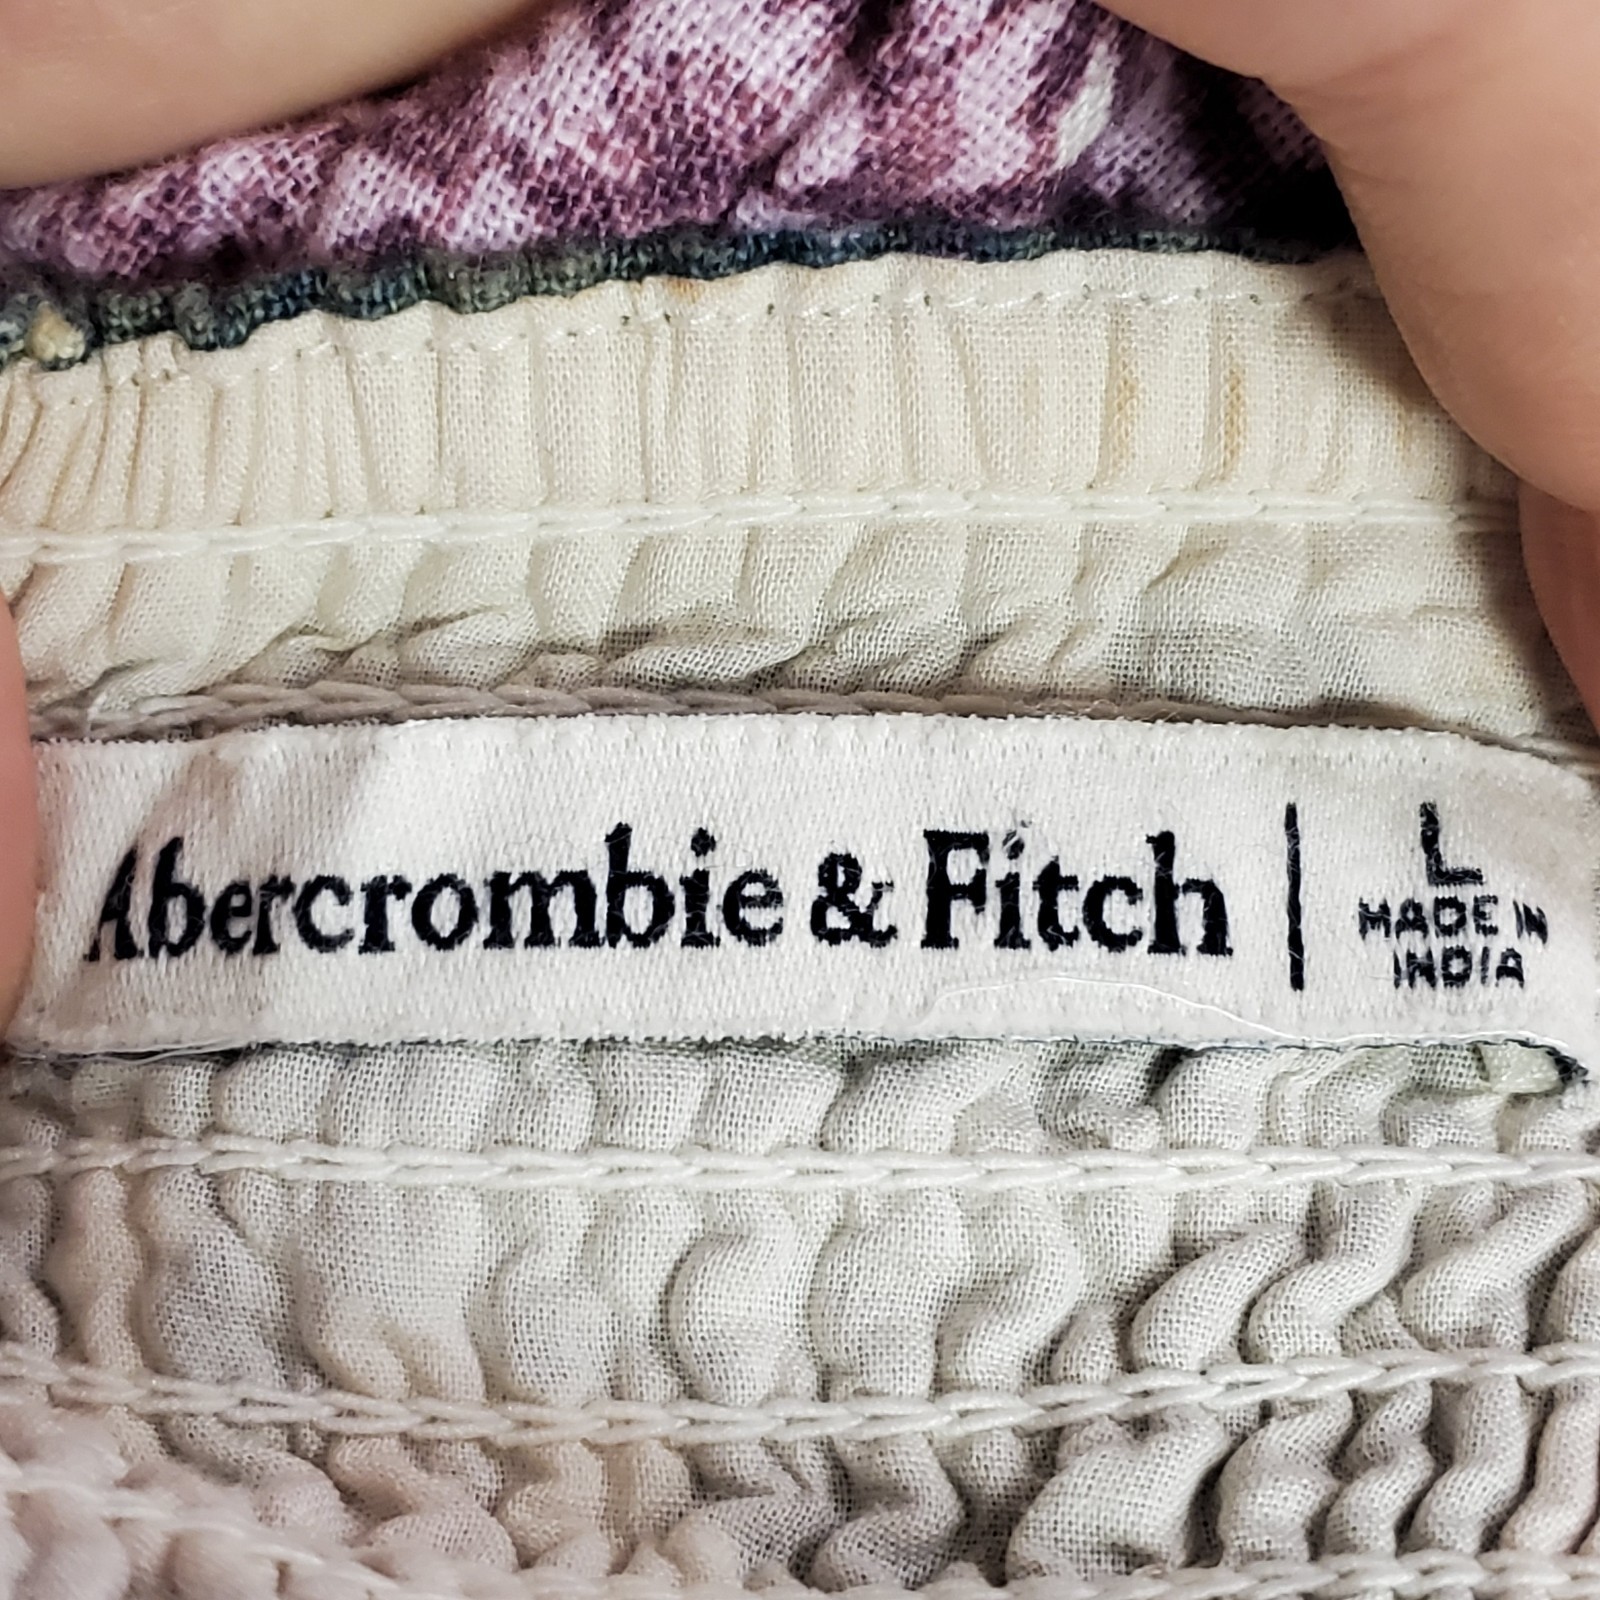 Abercrombie & Fitch
L
MADE IN
INDIA